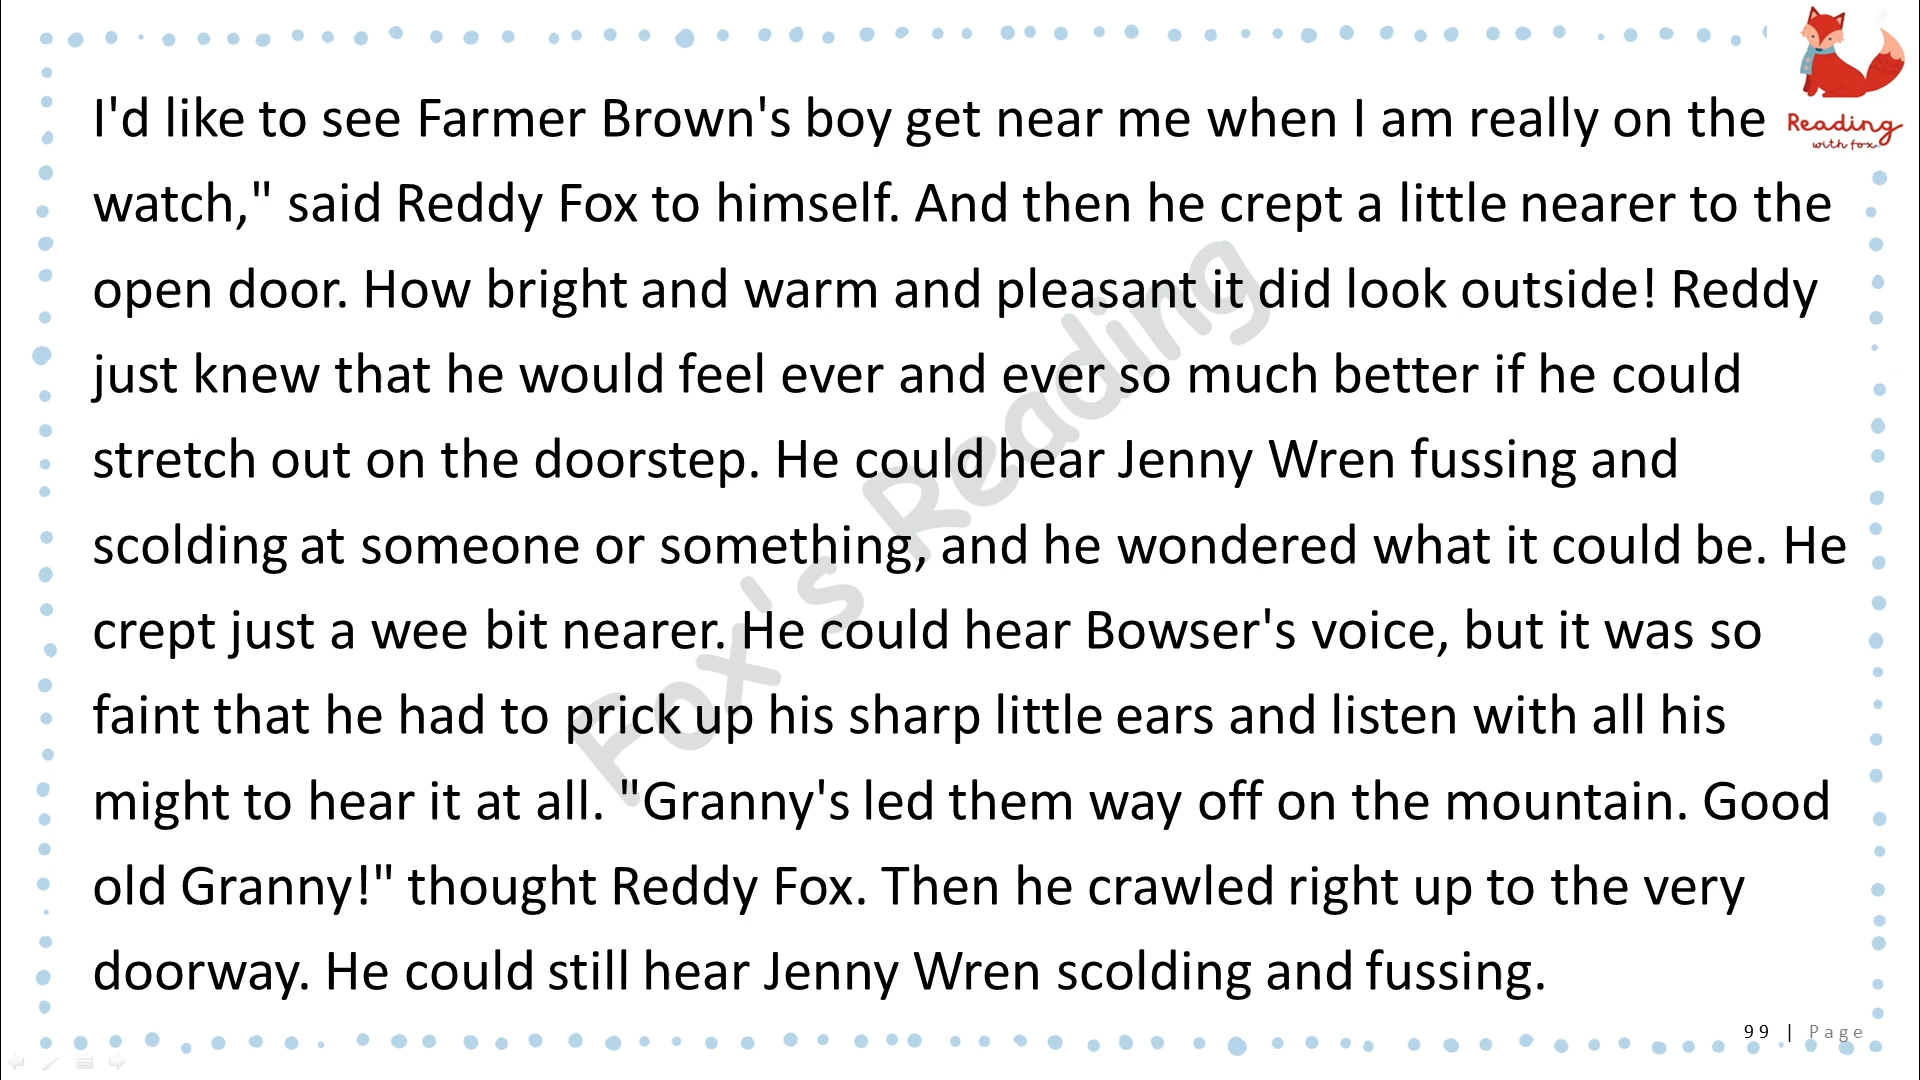 I'd like to see Farmer Brown's boy get near me when I am really on the
watch," said Reddy Fox to himself. And then he crept a little nearer to the
open door. How bright and warm and pleasant it did look outside! Reddy
just knew that he would feel ever and ever so much better if he could
stretch out on the doorstep. He could hear Jenny Wren fussing and
scolding at someone or something, and he wondered what it could be. He
crept just a wee bit nearer. He could hear Bowser's voice, but it was so
faint that he had to prick up his sharp little ears and listen with all his
might to hear it at all. "Granny's led them way off on the mountain. Good
old Granny!" thought Reddy Fox. Then he crawled right up to the very
doorway. He could still hear Jenny Wren scolding and fussing.
Reading
with fox
Fox's Reading
99 | Page